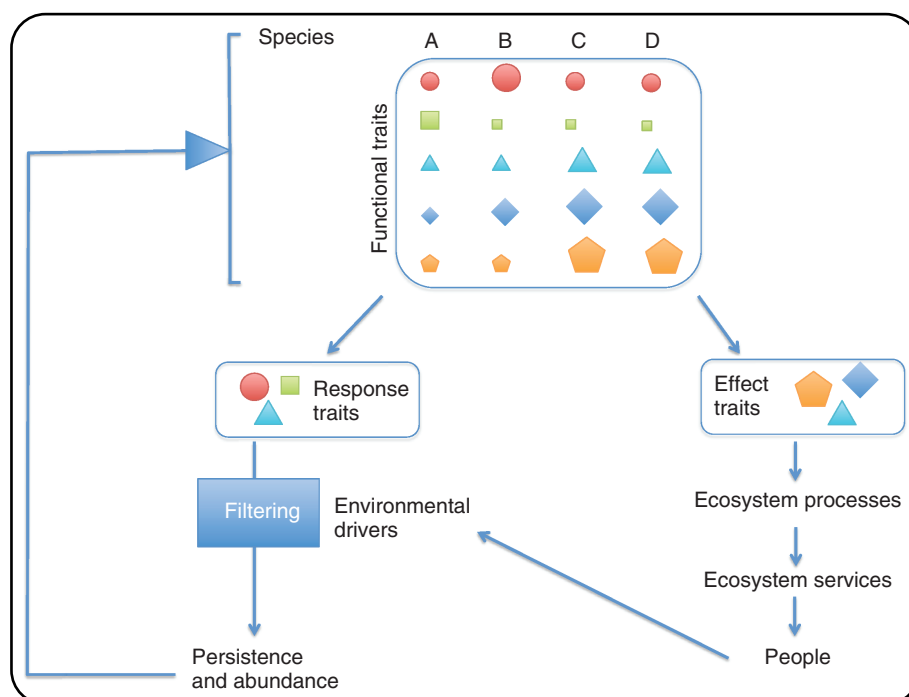 Species
A B C D
Functional traits
Response
traits
Effect
traits
Filtering
Environmental
drivers
Ecosystem processes
Ecosystem services
People
Persistence
and abundance